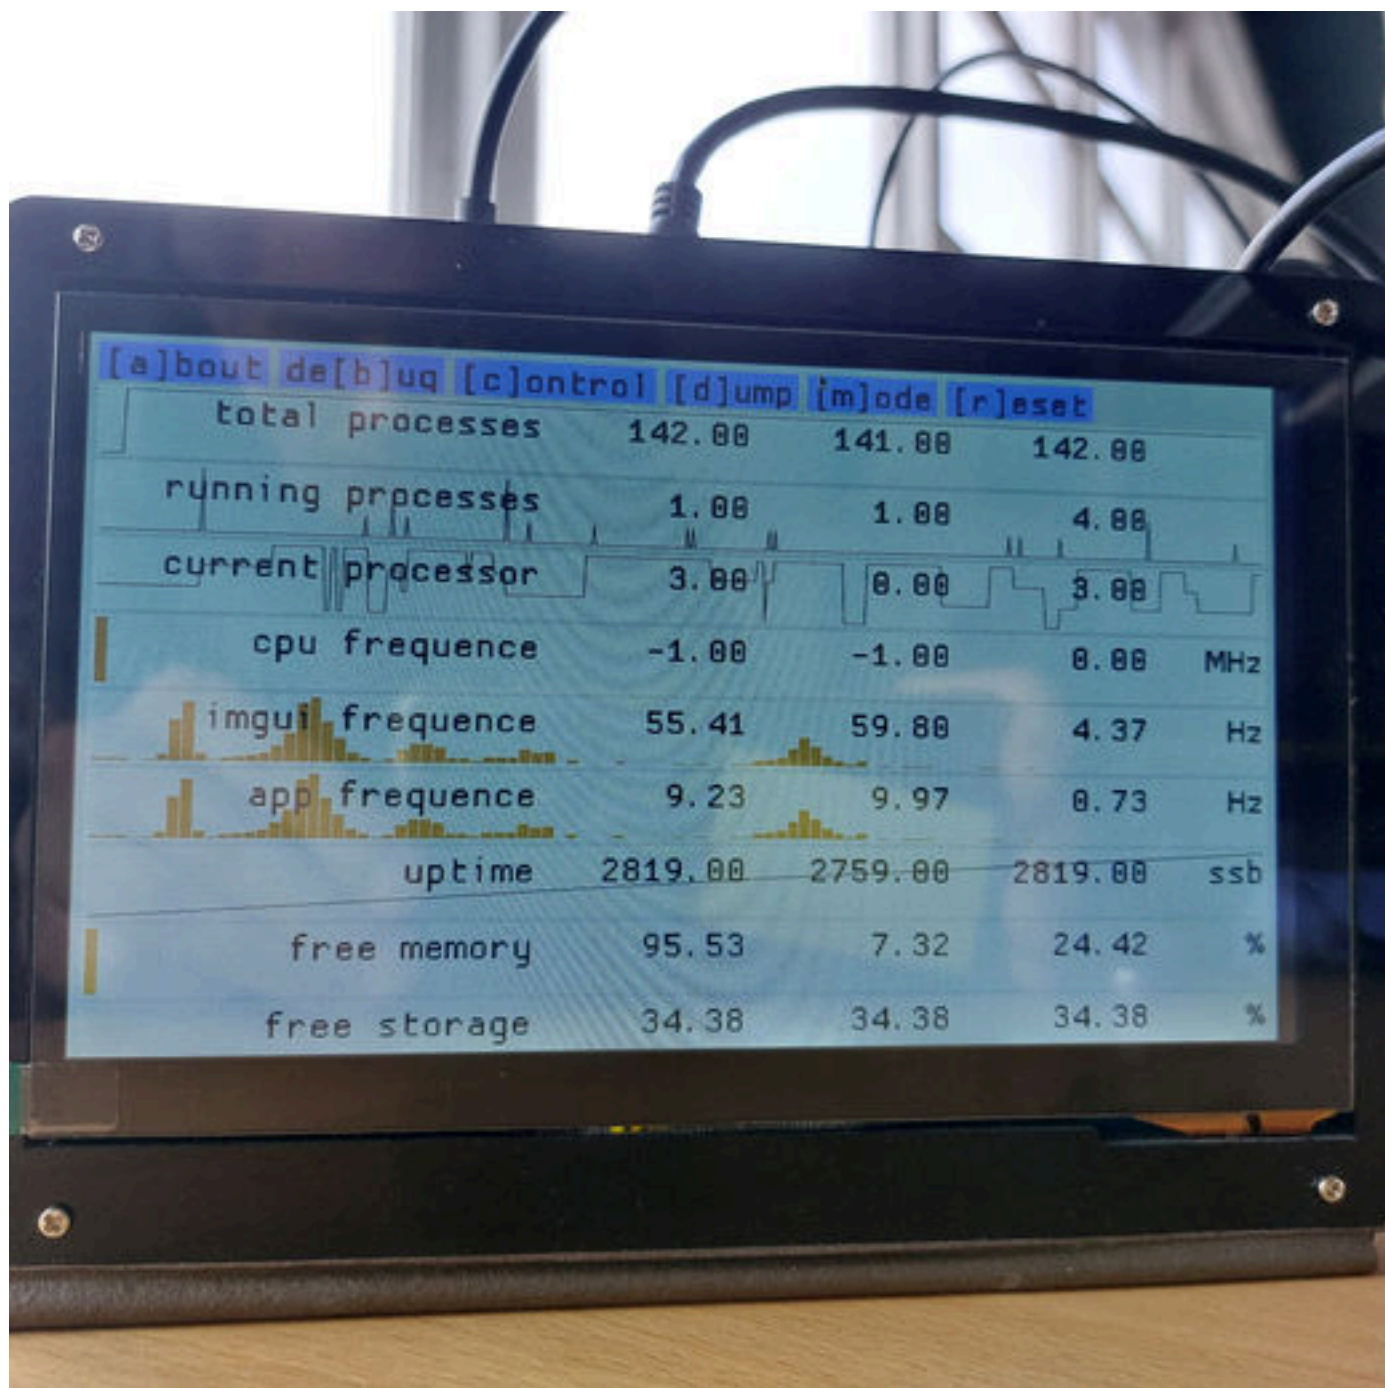 [a]bout de[b]ug [c]ontrol [d]ump [m]ode [r]eset
total processes 142.00 141.00 142.00
running processes 1.00 1.00 4.00
current processor 3.00 0.00 3.00
cpu frequence -1.00 -1.00 0.00 MHz
imgui frequence 55.41 59.80 4.37 Hz
app frequence 9.23 9.97 0.73 Hz
uptime 2819.00 2759.00 2819.00 ssb
free memory 95.53 7.32 24.42 %
free storage 34.38 34.38 34.38 %